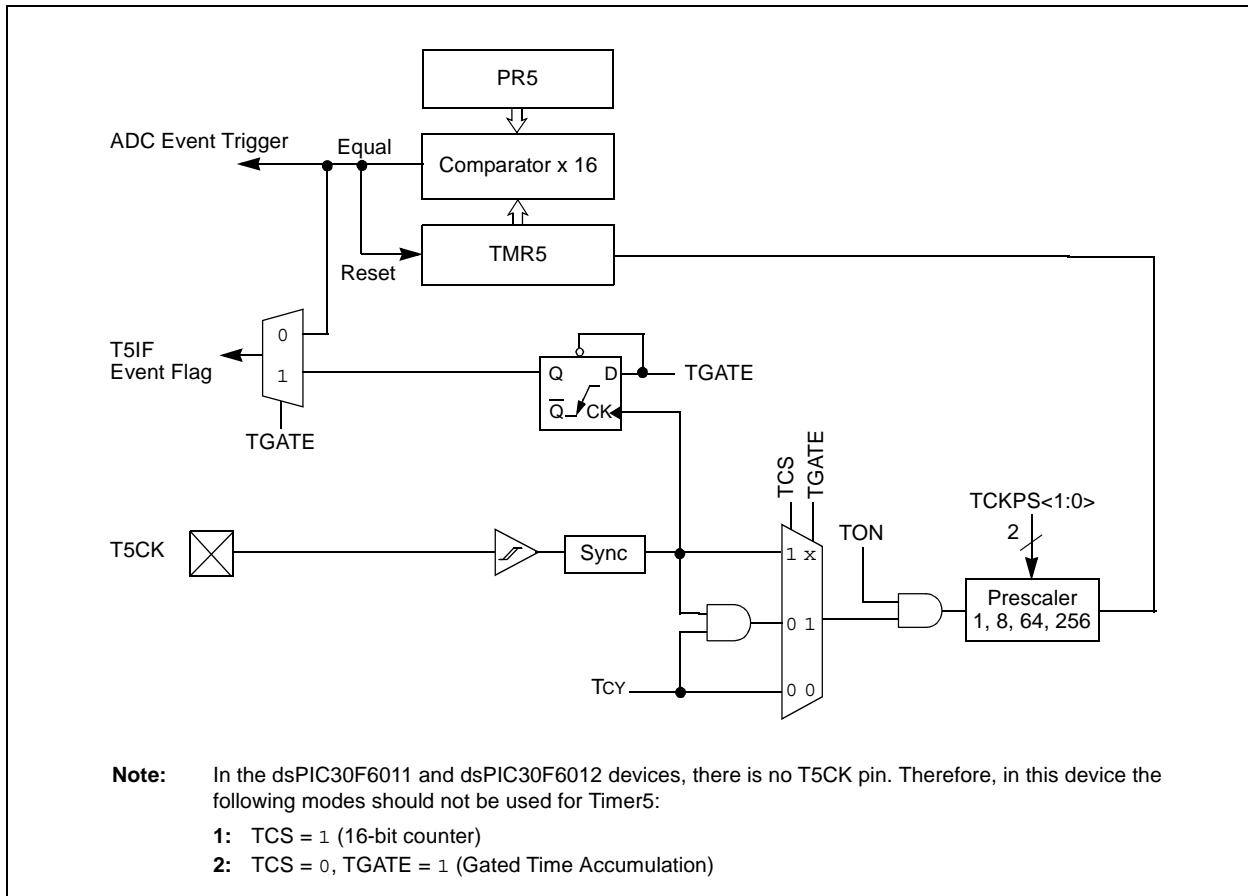 PR5
ADC Event Trigger
Equal
Comparator x 16
TMR5
Reset
0
T5IF
Event Flag
1
Q D
TGATE
Q CK
TGATE
TCS
TGATE
TCKPS<1:0>
2
TON
T5CK
Sync
1 x
Prescaler
1, 8, 64, 256
0 1
TCY
0 0
Note: In the dsPIC30F6011 and dsPIC30F6012 devices, there is no T5CK pin. Therefore, in this device the
following modes should not be used for Timer5:
1: TCS = 1 (16-bit counter)
2: TCS = 0, TGATE = 1 (Gated Time Accumulation)